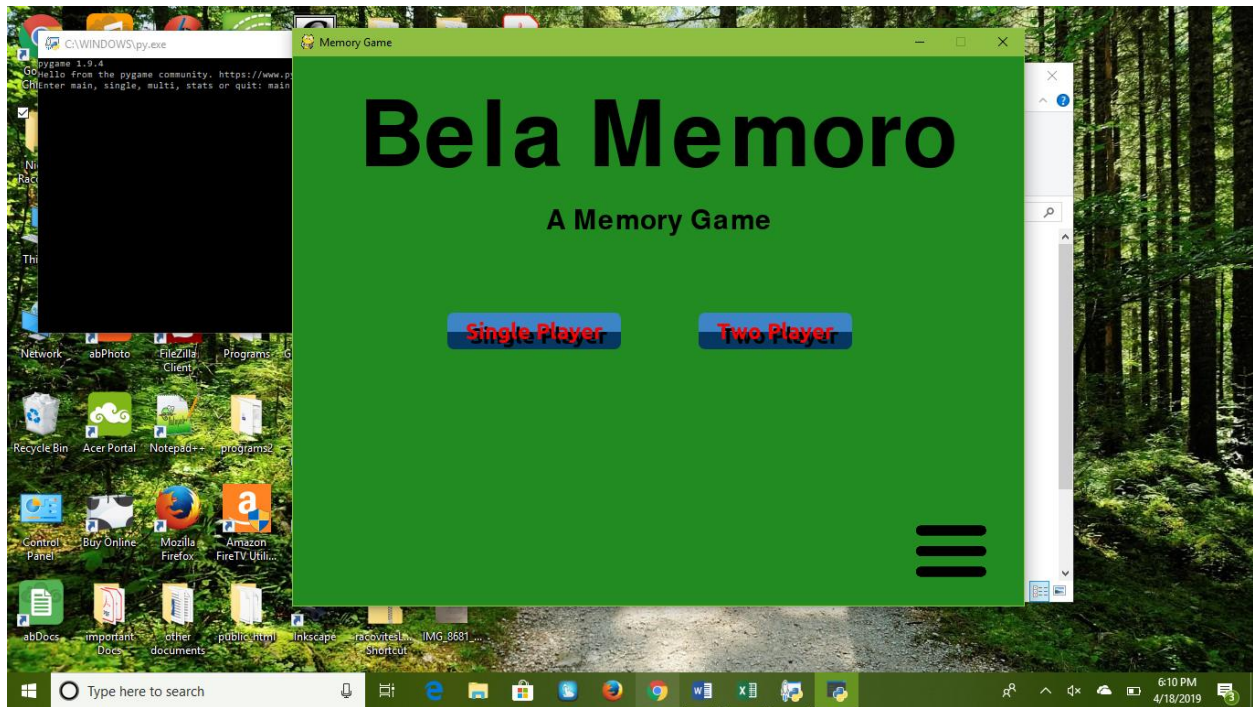 C:\WINDOWS\py.exe
pygame 1.9.4
Hello from the pygame community. https://www.py
Enter main, single, multi, stats or quit: main
Memory Game
Bela Memoro
A Memory Game
Single Player
Two Player
Network
abPhoto
FileZilla
Client
Programs
Recycle Bin
Acer Portal
Notepad++
programs2
Control
Panel
Buy Online
Mozilla
Firefox
Amazon
FireTV Utili...
abDocs
important
Docs
other
documents
public_html
Inkscape
racovitesL...
Shortcut
IMG_8681_...
Type here to search
6:10 PM
4/18/2019
3